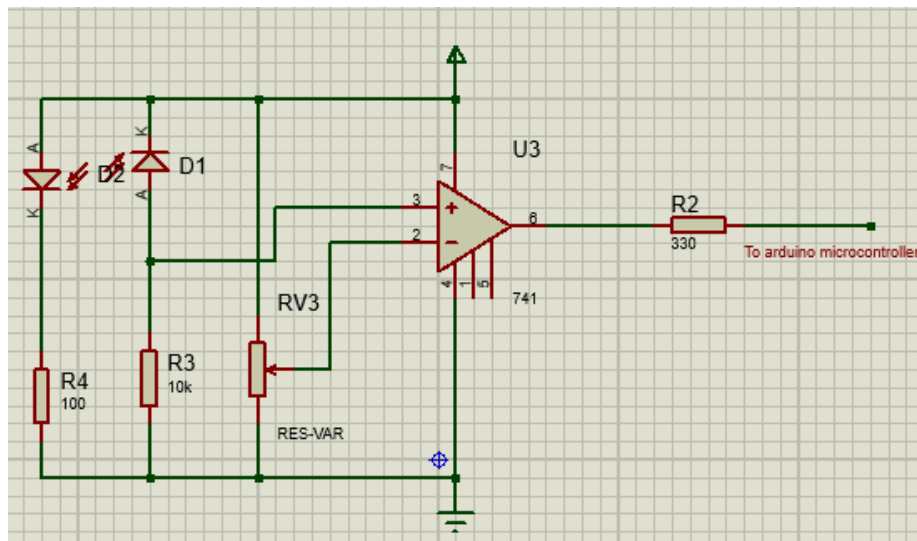 A
K
D2
K
A
D1
U3
7
3
2
6
4
1
5
741
R2
330
To arduino microcontroller
RV3
RES-VAR
R3
10k
R4
100